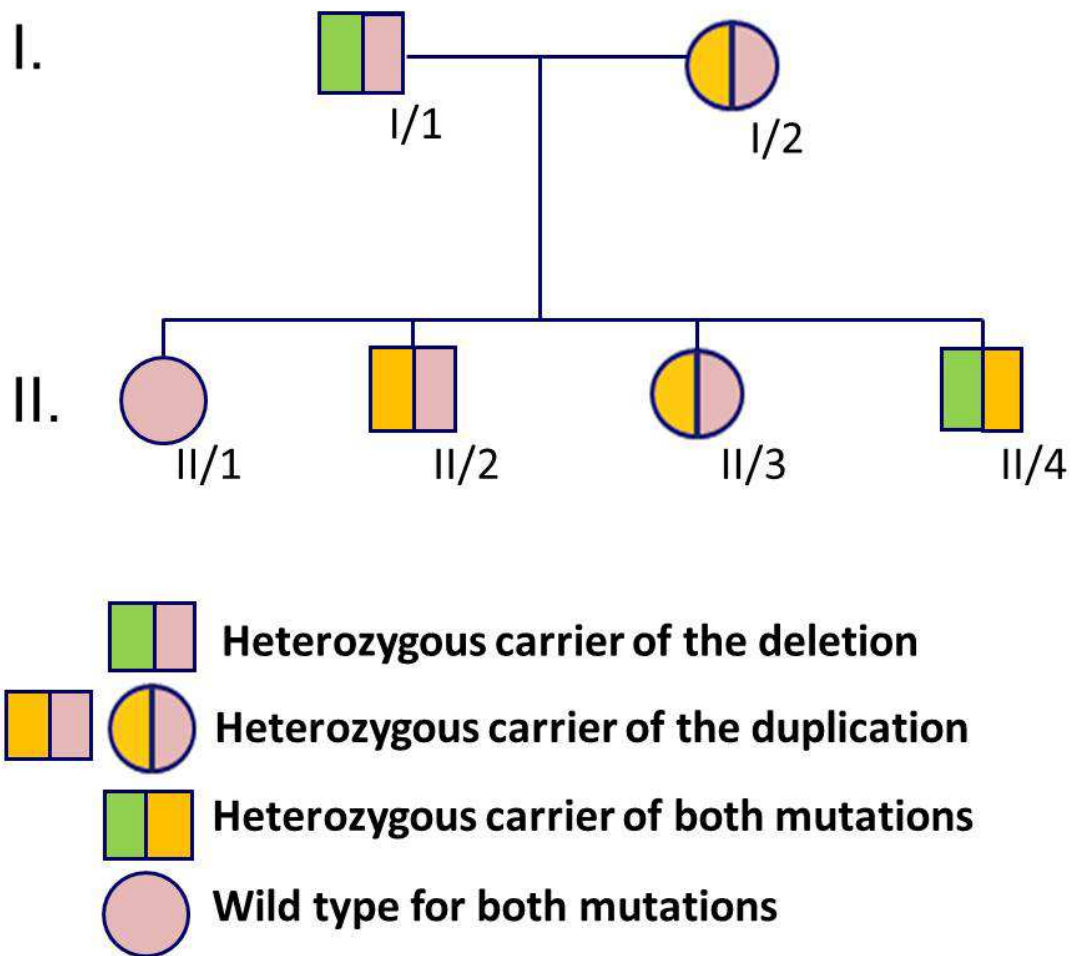 I.
I/1
I/2
II.
II/1
II/2
II/3
II/4
Heterozygous carrier of the deletion
Heterozygous carrier of the duplication
Heterozygous carrier of both mutations
Wild type for both mutations